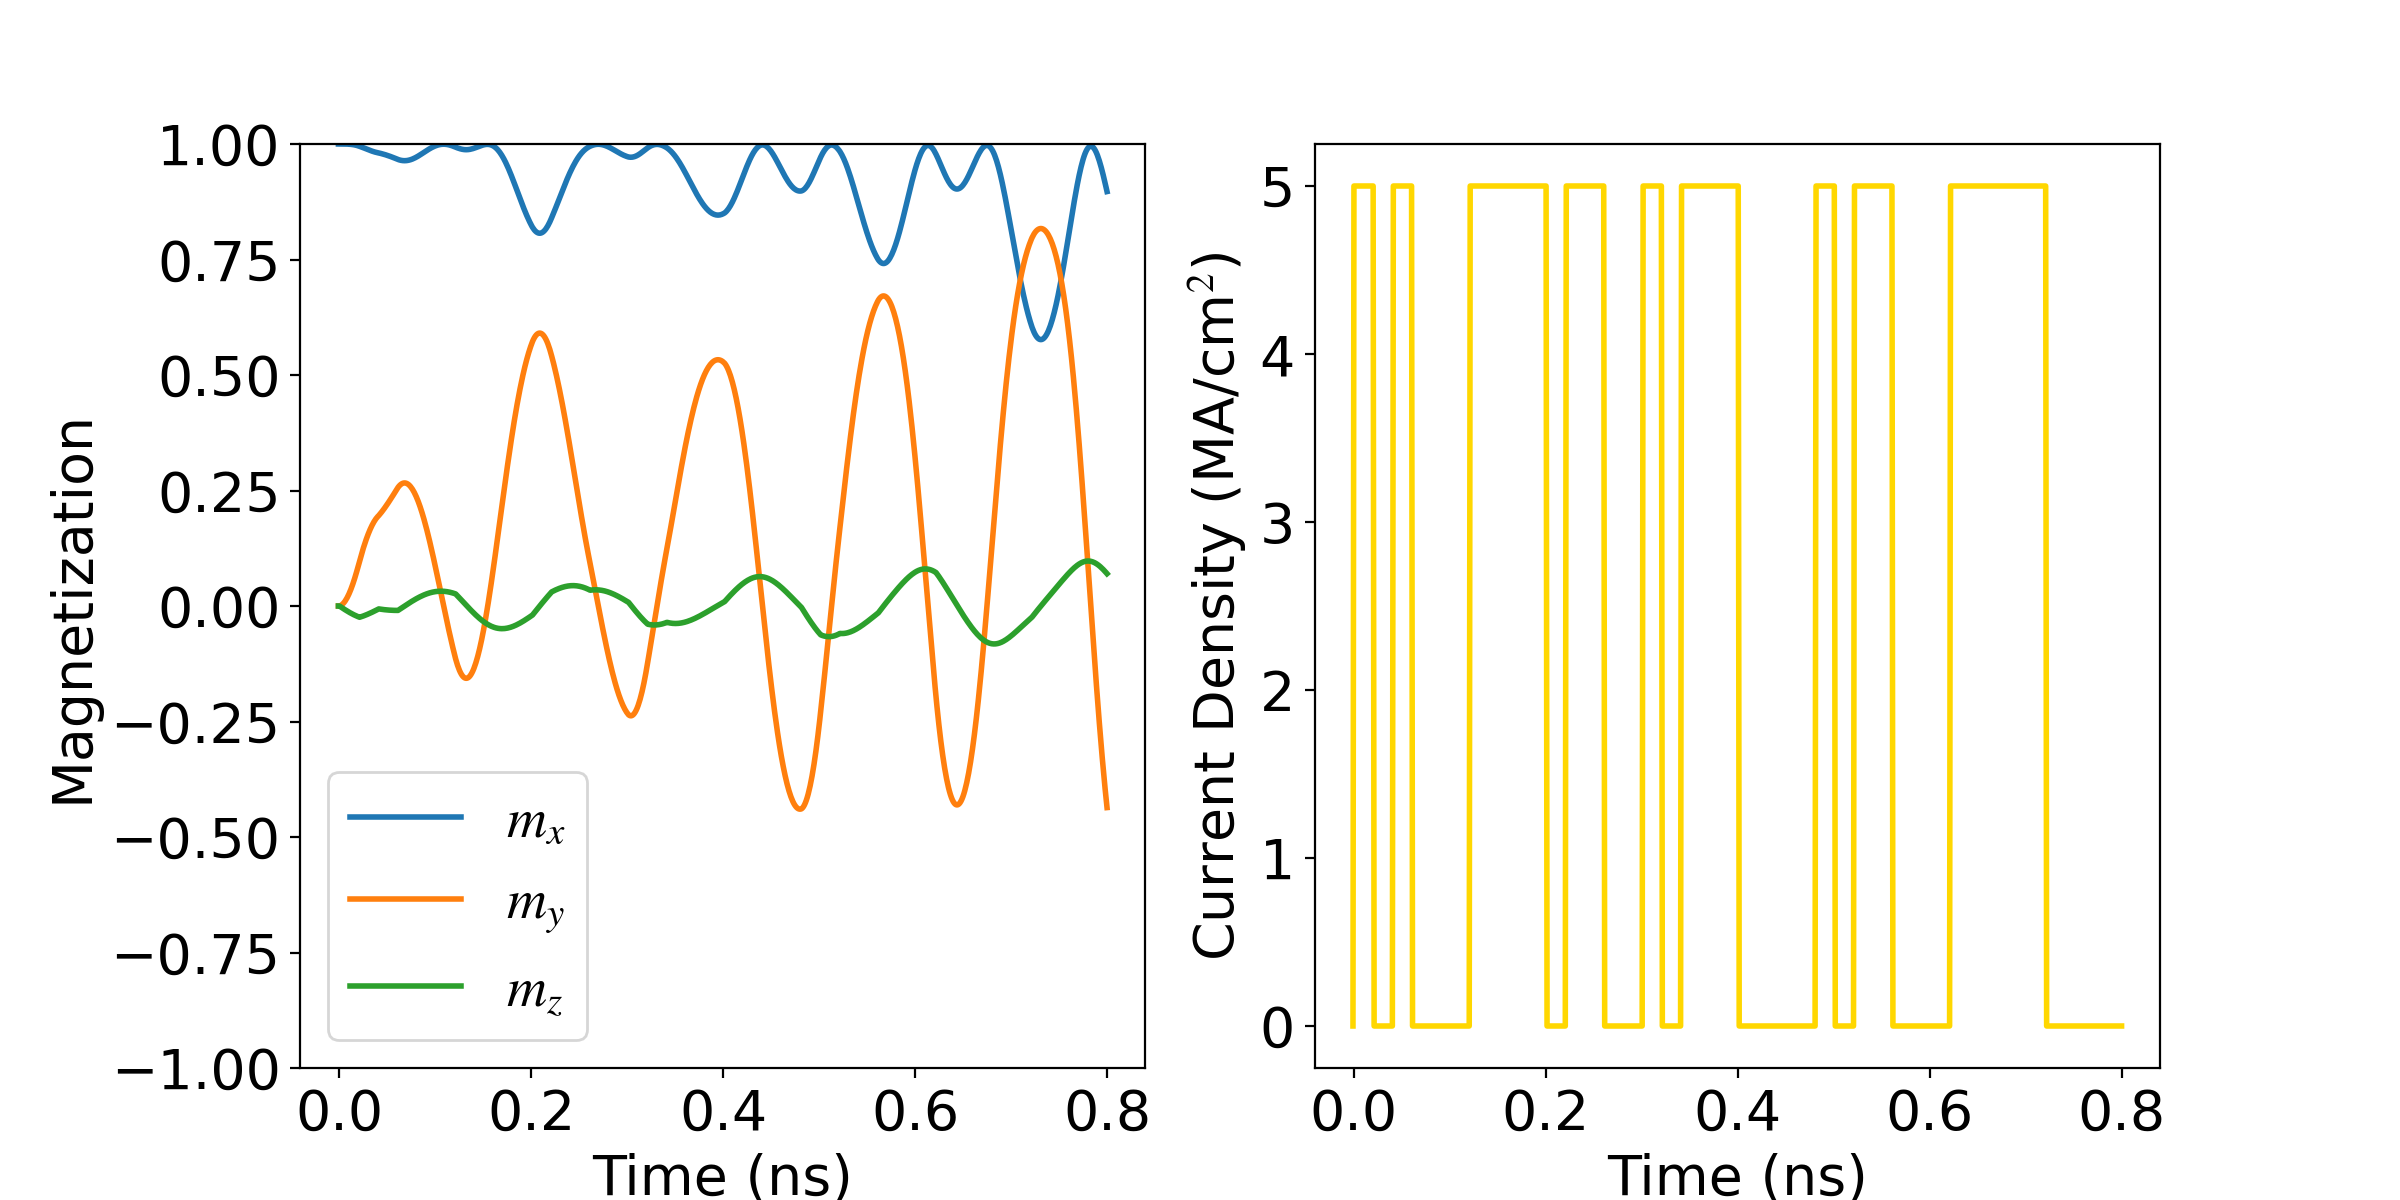 Magnetization
1.00
0.75
0.50
0.25
0.00
−0.25
−0.50
−0.75
−1.00
0.0 0.2 0.4 0.6 0.8
Time (ns)
m_x
m_y
m_z
Current Density (MA/cm²)
5
4
3
2
1
0
0.0 0.2 0.4 0.6 0.8
Time (ns)